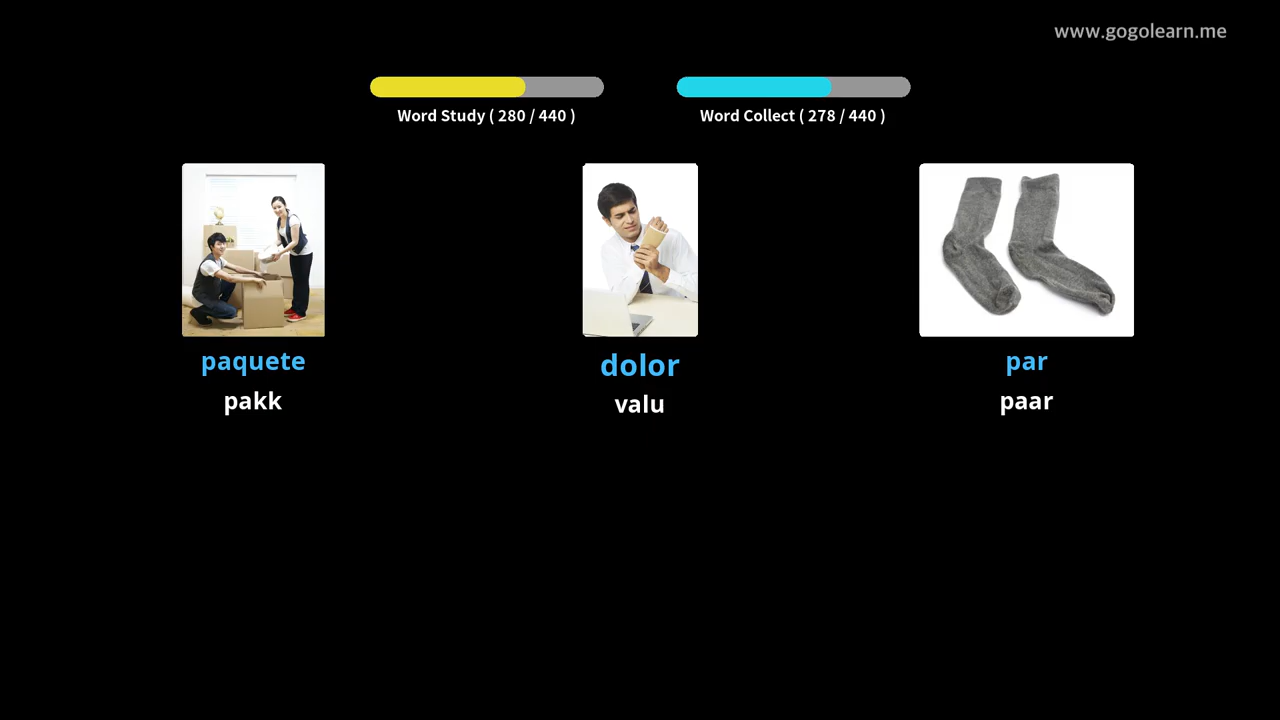 www.gogolearn.me
Word Study ( 280 / 440 )
Word Collect ( 278 / 440 )
paquete
pakk
dolor
valu
par
paar